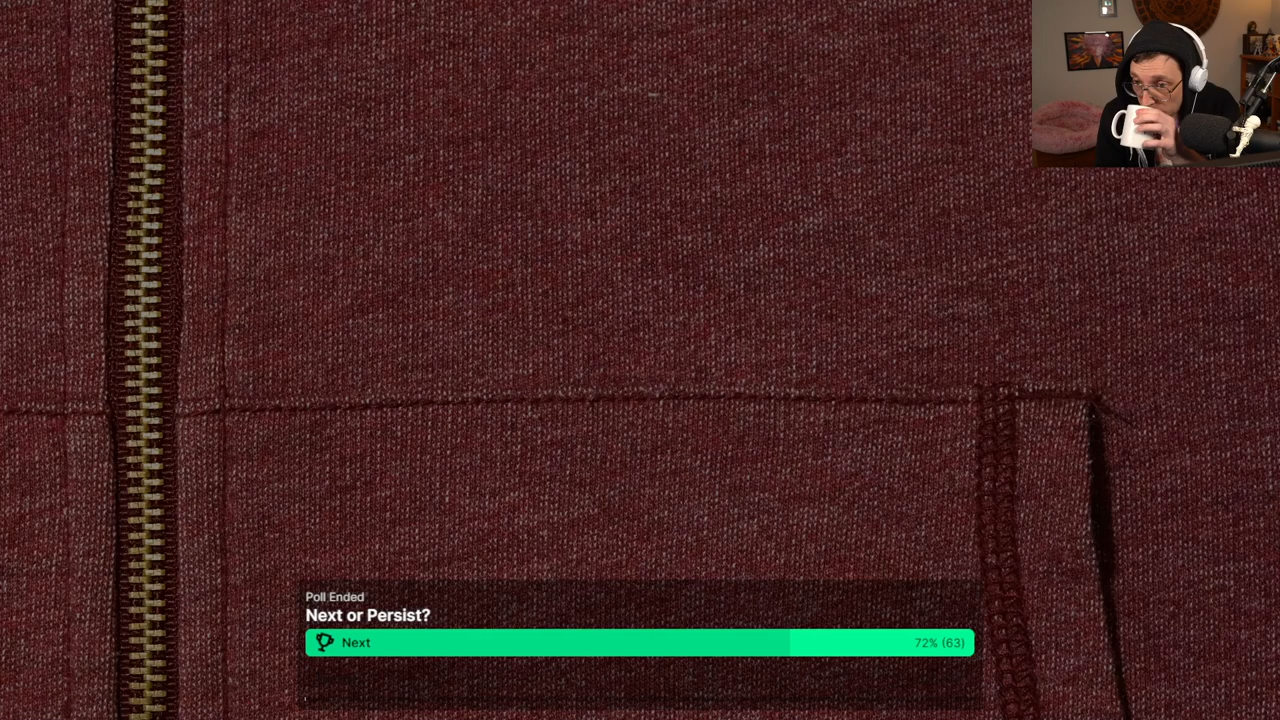 Poll Ended
Next or Persist?
Next 72% (63)